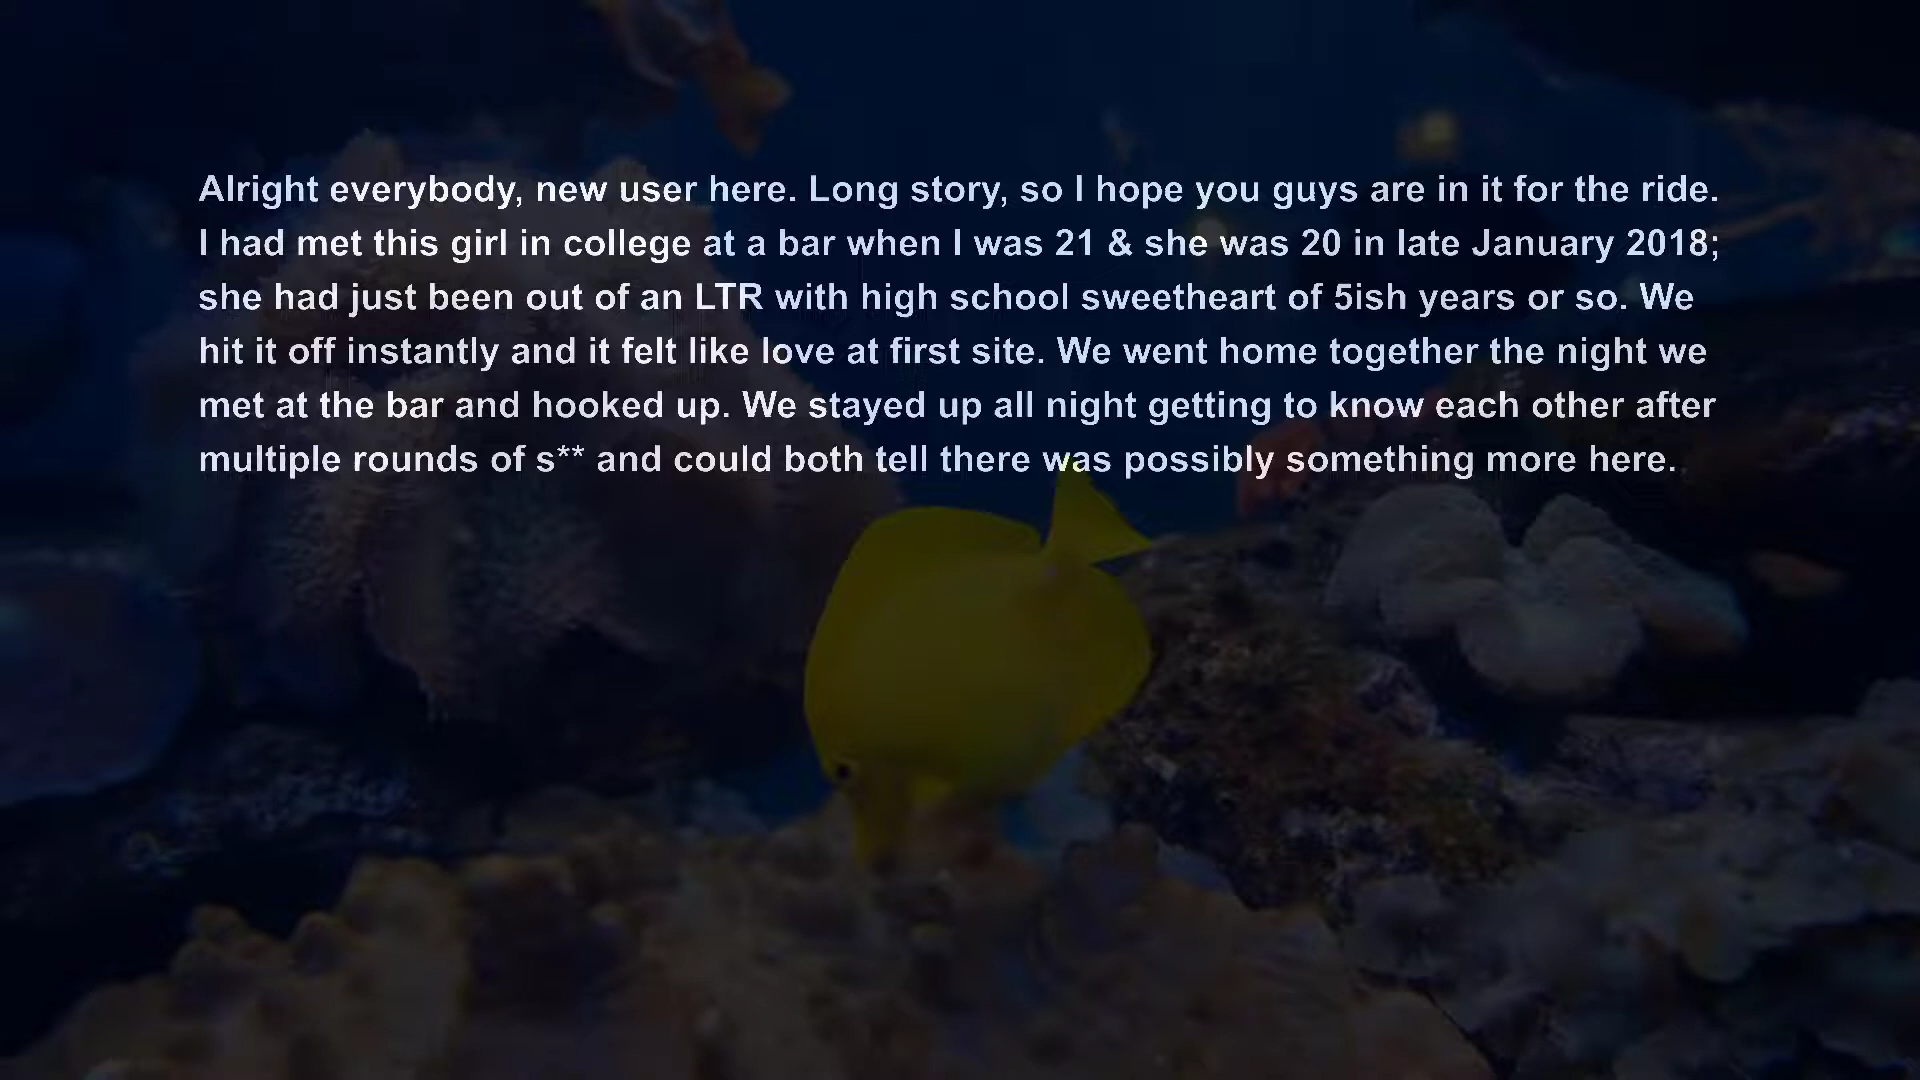 Alright everybody, new user here. Long story, so I hope you guys are in it for the ride.
I had met this girl in college at a bar when I was 21 & she was 20 in late January 2018;
she had just been out of an LTR with high school sweetheart of 5ish years or so. We
hit it off instantly and it felt like love at first site. We went home together the night we
met at the bar and hooked up. We stayed up all night getting to know each other after
multiple rounds of s** and could both tell there was possibly something more here.